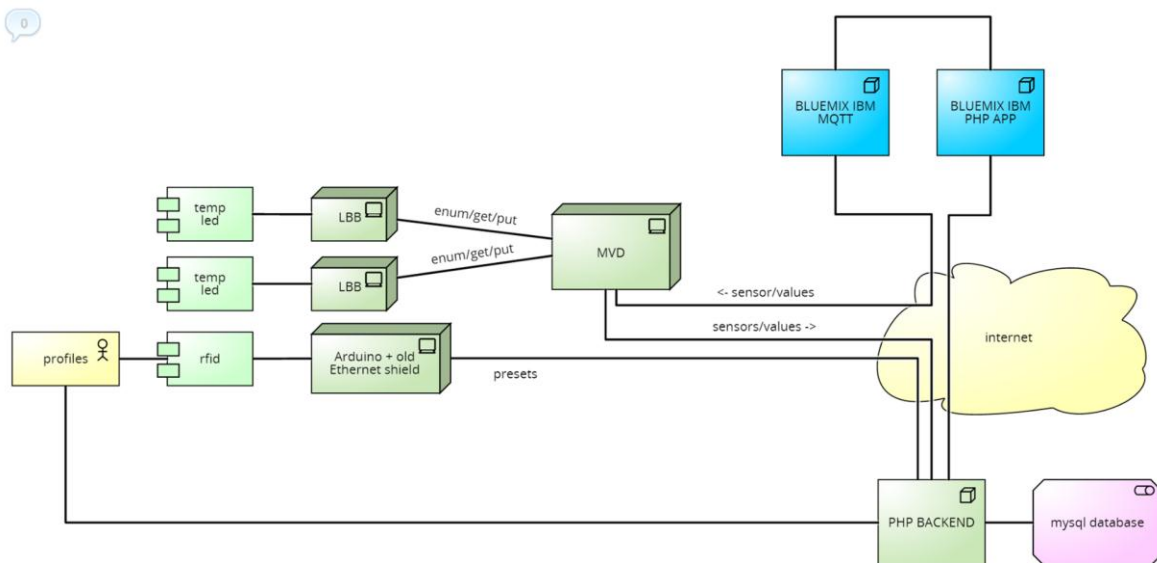 0
BLUEMIX IBM
MQTT
BLUEMIX IBM
PHP APP
temp
led
LBB
enum/get/put
MVD
temp
led
LBB
enum/get/put
<- sensor/values
sensors/values ->
internet
profiles
rfid
Arduino + old
Ethernet shield
presets
PHP BACKEND
mysql database